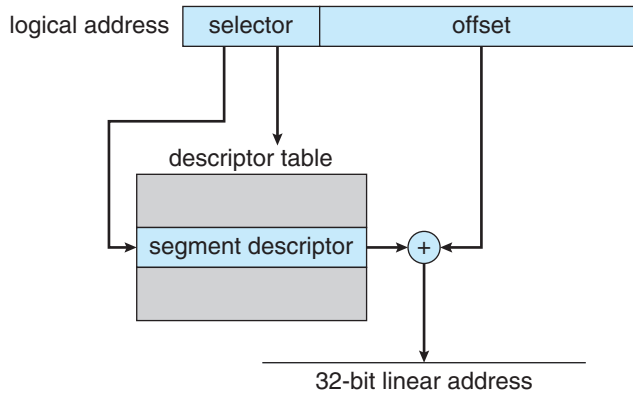 logical address selector offset
descriptor table
segment descriptor +
32-bit linear address